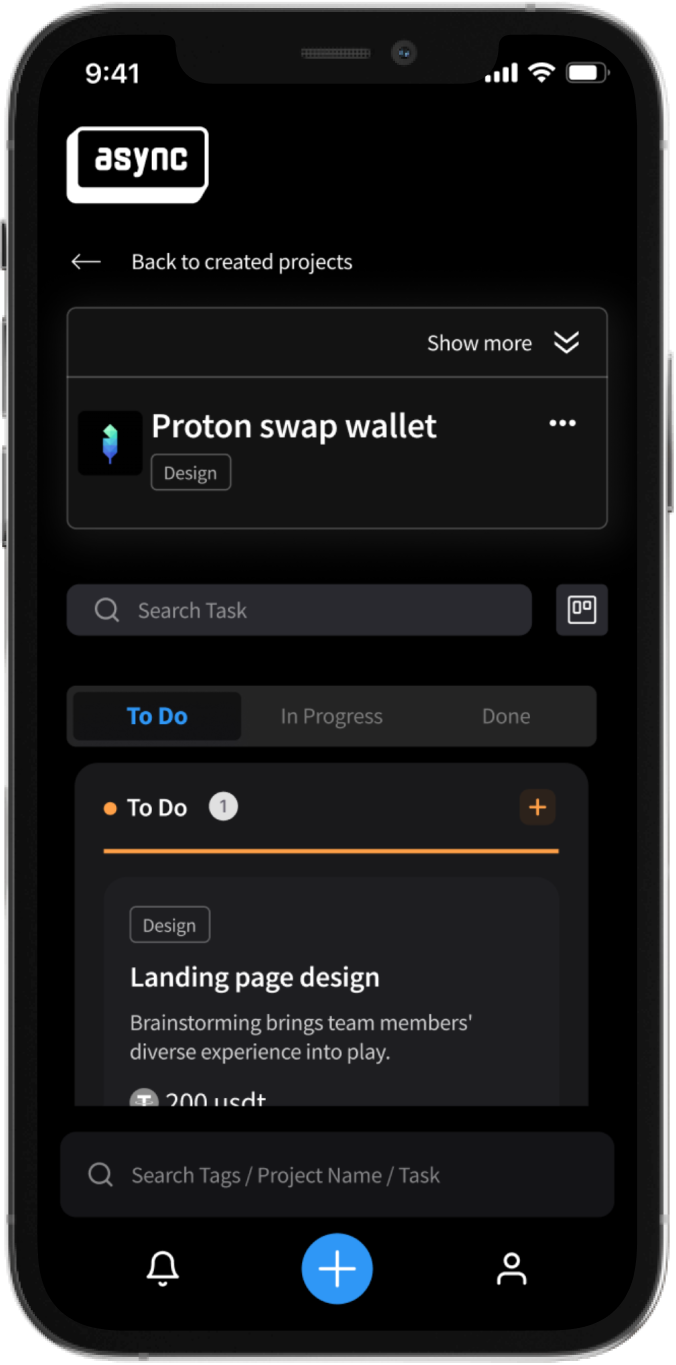 9:41
async
Back to created projects
Show more
Proton swap wallet
Design
Search Task
To Do
In Progress
Done
To Do 1
Design
Landing page design
Brainstorming brings team members'
diverse experience into play.
200 usdt
Search Tags / Project Name / Task